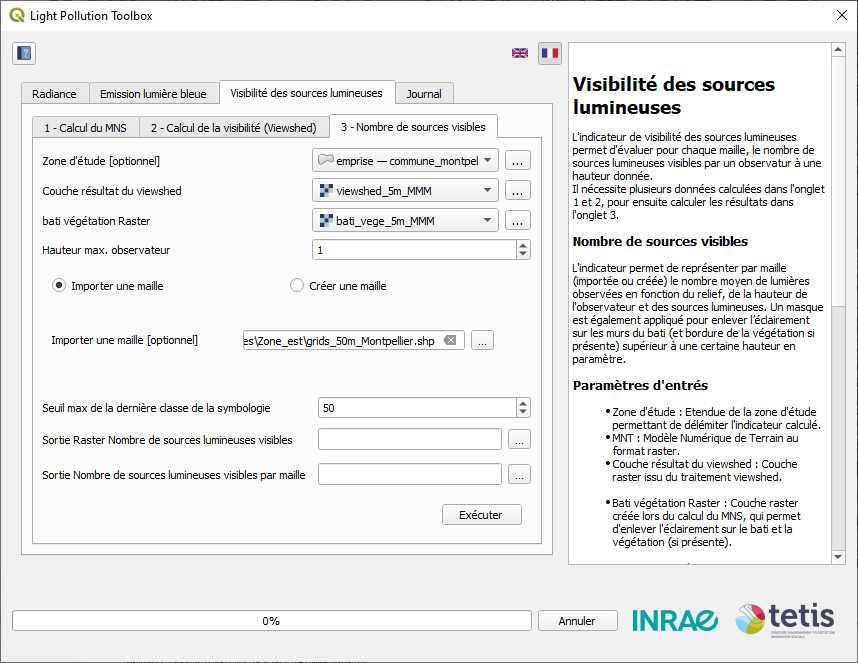 Light Pollution Toolbox
Radiance
Emission lumière bleue
Visibilité des sources lumineuses
Journal
1 - Calcul du MNS
2 - Calcul de la visibilité (Viewshed)
3 - Nombre de sources visibles
Zone d'étude [optionnel]
emprise — commune_montpel
...
Couche résultat du viewshed
viewshed_5m_MMM
...
bati végétation Raster
bati_vege_5m_MMM
...
Hauteur max. observateur
1
Importer une maille
Créer une maille
Importer une maille [optionnel]
es\Zone_est\grids_50m_Montpellier.shp
...
Seuil max de la dernière classe de la symbologie
50
Sortie Raster Nombre de sources lumineuses visibles
...
Sortie Nombre de sources lumineuses visibles par maille
...
Exécuter
Visibilité des sources
lumineuses
L'indicateur de visibilité des sources lumineuses
permet d'évaluer pour chaque maille, le nombre de
sources lumineuses visibles par un observatur à une
hauteur donnée.
Il nécessite plusieurs données calculées dans l'onglet
1 et 2, pour ensuite calculer les résultats dans
l'onglet 3.
Nombre de sources visibles
L'indicateur permet de représenter par maille
(importée ou créée) le nombre moyen de lumières
observées en fonction du relief, de la hauteur de
l'observateur et des sources lumineuses. Un masque
est également appliqué pour enlever l'éclairement
sur les murs du bati (et bordure de la végétation si
présente) supérieur à une certaine hauteur en
paramètre.
Paramètres d'entrés
• Zone d'étude : Etendue de la zone d'étude
permettant de délémiter l'indicateur calculé.
• MNT : Modèle Numérique de Terrain au
format raster.
• Couche résultat du viewshed : Couche
raster issu du traitement viewshed.
• Bati végétation Raster : Couche raster
créée lors du calcul du MNS, qui permet
d'enlever l'éclairement sur le bati et la
végétation (si présente).
0%
Annuler
INRAE
tetis